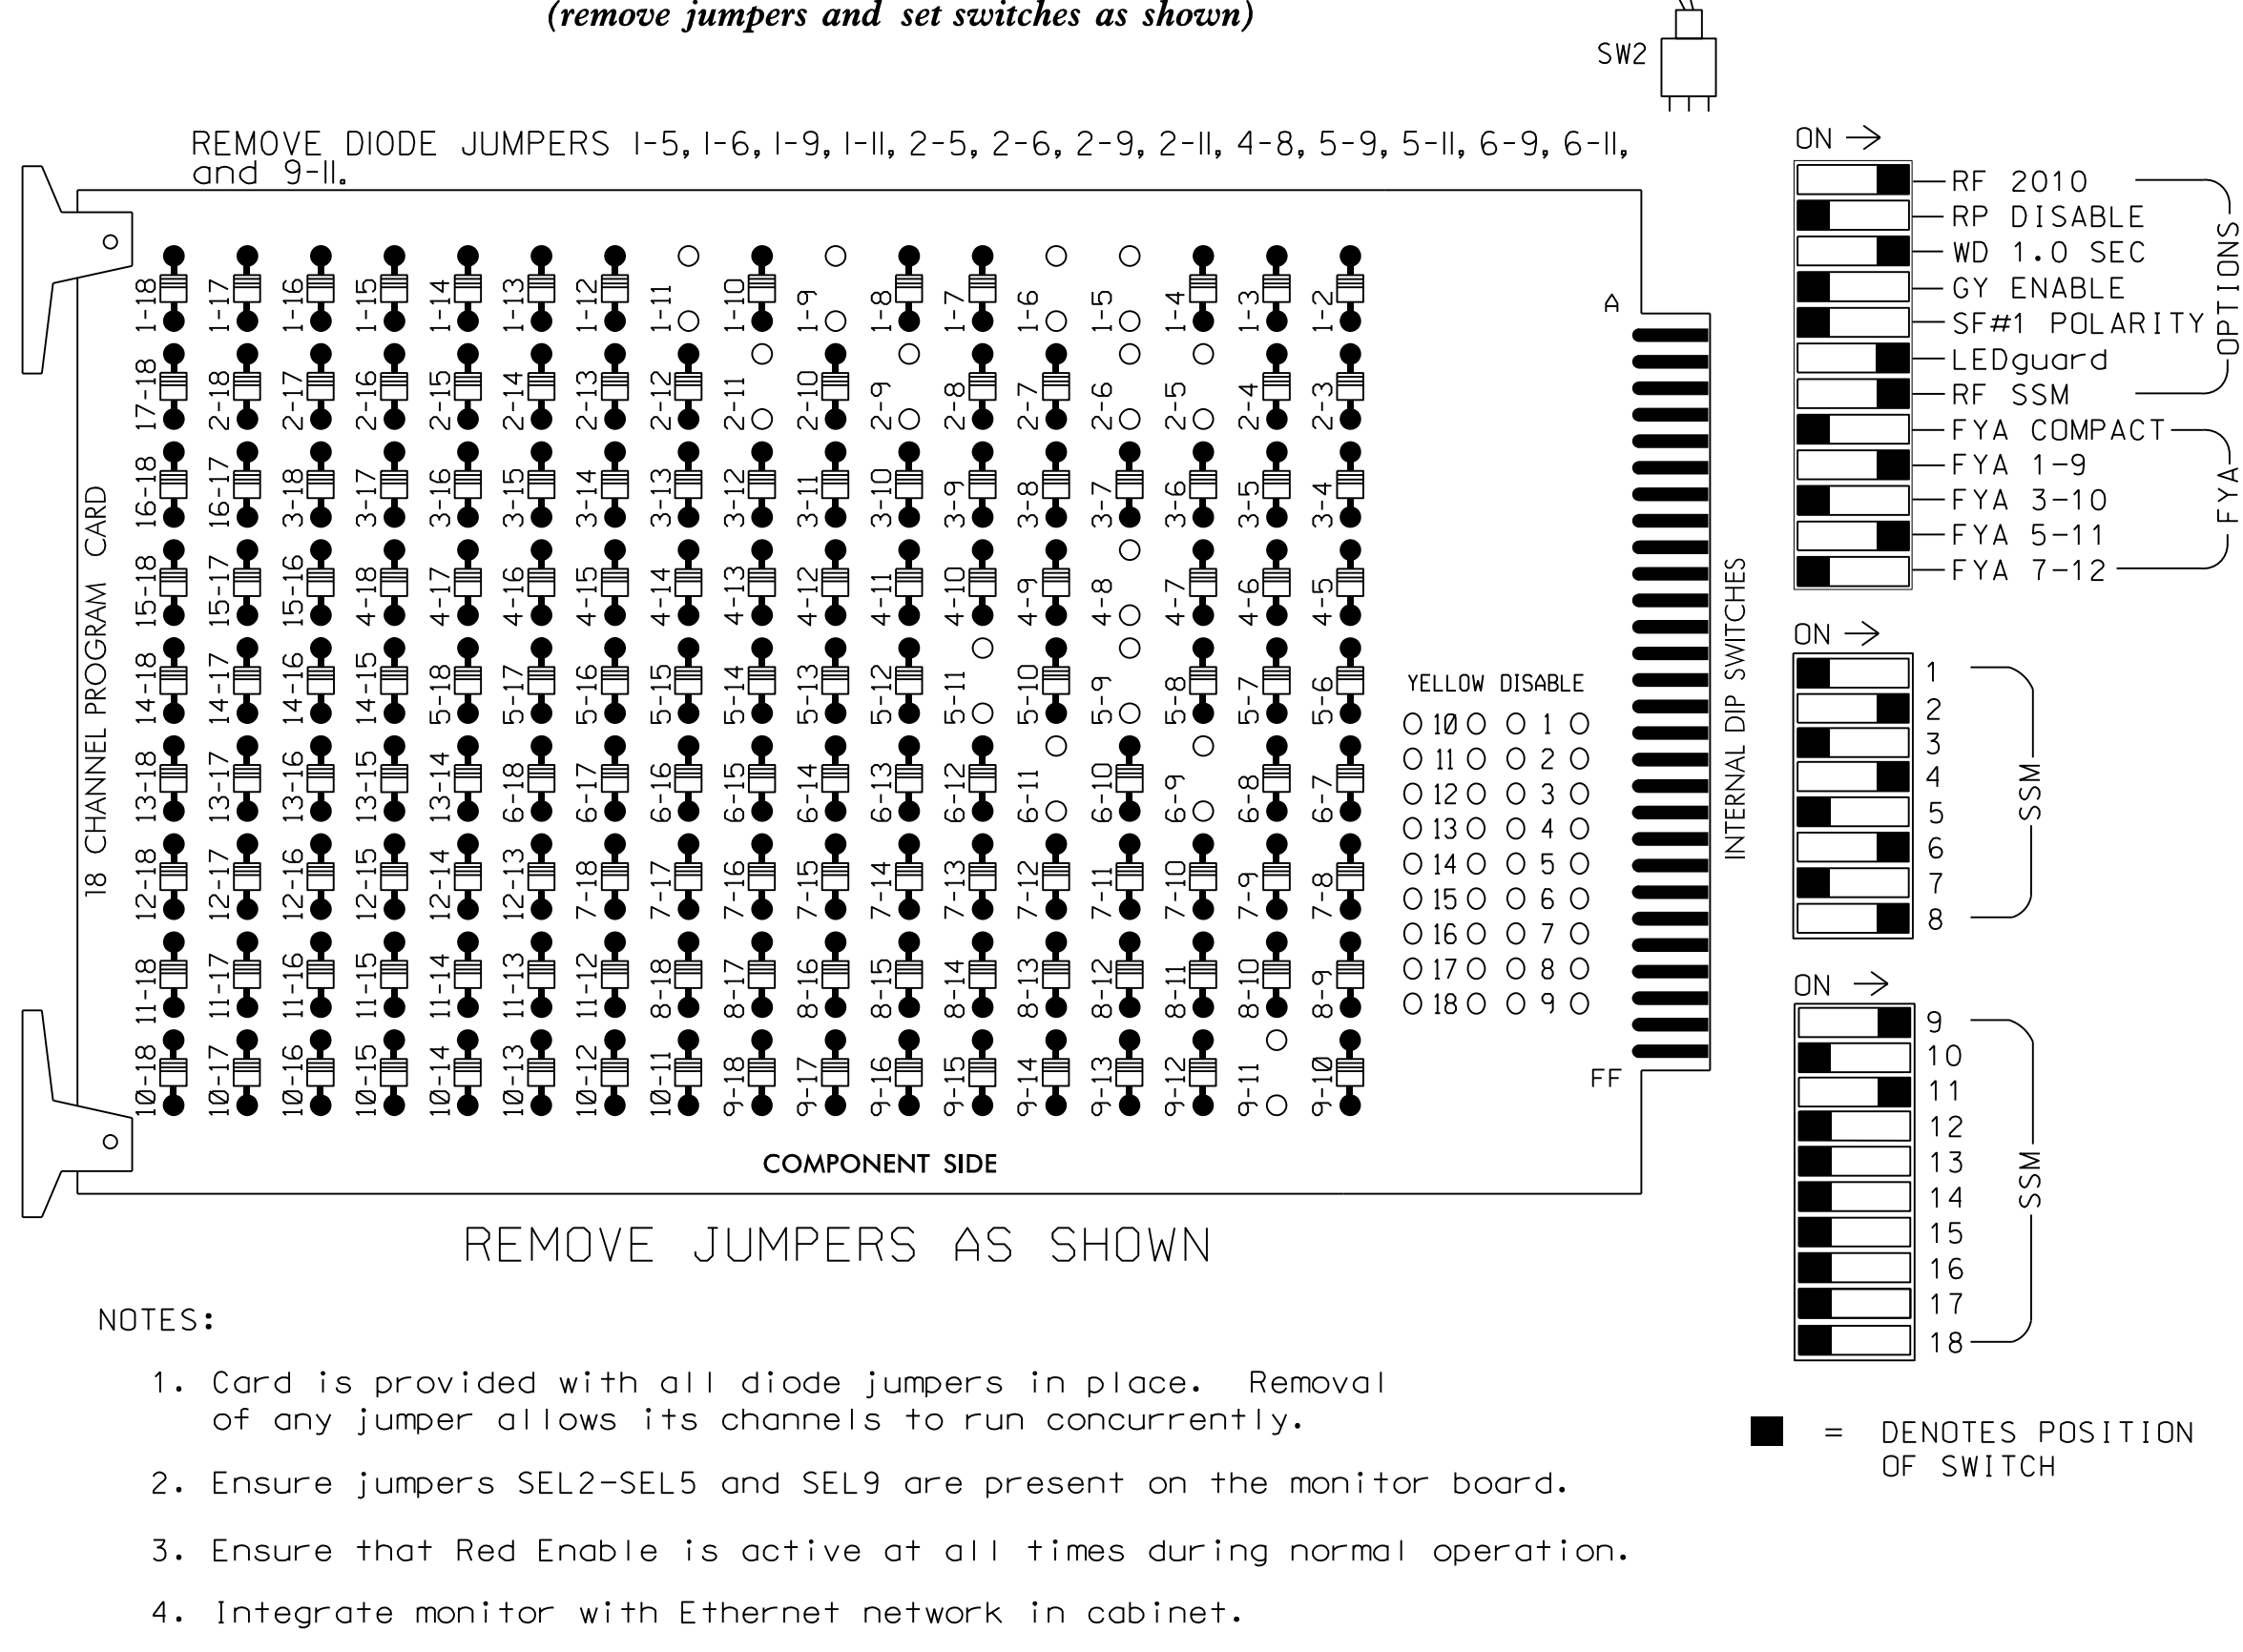 (remove jumpers and set switches as shown)
SW2
REMOVE DIODE JUMPERS 1-5, 1-6, 1-9, 1-11, 2-5, 2-6, 2-9, 2-11, 4-8, 5-9, 5-11, 6-9, 6-11,
and 9-11.
18 CHANNEL PROGRAM CARD
1-18 1-17 1-16 1-15 1-14 1-13 1-12 1-11 1-10 1-9 1-8 1-7 1-6 1-5 1-4 1-3 1-2
17-18 2-18 2-17 2-16 2-15 2-14 2-13 2-12 2-11 2-10 2-9 2-8 2-7 2-6 2-5 2-4 2-3
16-18 16-17 3-18 3-17 3-16 3-15 3-14 3-13 3-12 3-11 3-10 3-9 3-8 3-7 3-6 3-5 3-4
15-18 15-17 15-16 4-18 4-17 4-16 4-15 4-14 4-13 4-12 4-11 4-10 4-9 4-8 4-7 4-6 4-5
14-18 14-17 14-16 14-15 5-18 5-17 5-16 5-15 5-14 5-13 5-12 5-11 5-10 5-9 5-8 5-7 5-6
13-18 13-17 13-16 13-15 13-14 6-18 6-17 6-16 6-15 6-14 6-13 6-12 6-11 6-10 6-9 6-8 6-7
12-18 12-17 12-16 12-15 12-14 12-13 7-18 7-17 7-16 7-15 7-14 7-13 7-12 7-11 7-10 7-9 7-8
11-18 11-17 11-16 11-15 11-14 11-13 11-12 8-18 8-17 8-16 8-15 8-14 8-13 8-12 8-11 8-10 8-9
10-18 10-17 10-16 10-15 10-14 10-13 10-12 10-11 9-18 9-17 9-16 9-15 9-14 9-13 9-12 9-11 9-10
A
YELLOW DISABLE
10 1
11 2
12 3
13 4
14 5
15 6
16 7
17 8
18 9
FF
COMPONENT SIDE
INTERNAL DIP SWITCHES
ON
RF 2010
RP DISABLE
WD 1.0 SEC
GY ENABLE
SF#1 POLARITY
LEDguard
RF SSM
OPTIONS
FYA COMPACT
FYA 1-9
FYA 3-10
FYA 5-11
FYA 7-12
FYA
ON
1
2
3
4
5
6
7
8
SSM
ON
9
10
11
12
13
14
15
16
17
18
SSM
= DENOTES POSITION
OF SWITCH
REMOVE JUMPERS AS SHOWN
NOTES:
1. Card is provided with all diode jumpers in place. Removal
of any jumper allows its channels to run concurrently.
2. Ensure jumpers SEL2-SEL5 and SEL9 are present on the monitor board.
3. Ensure that Red Enable is active at all times during normal operation.
4. Integrate monitor with Ethernet network in cabinet.